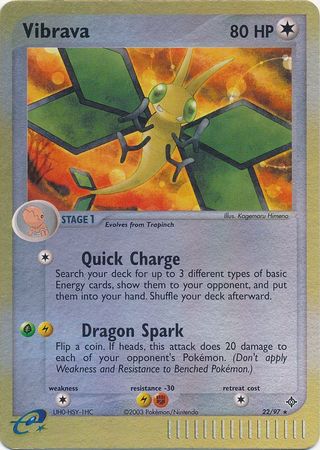 Vibrava 80 HP
Illus. Kagemaru Himeno
STAGE 1
Evolves from Trapinch
Quick Charge
Search your deck for up to 3 different types of basic
Energy cards, show them to your opponent, and put
them into your hand. Shuffle your deck afterward.
Dragon Spark
Flip a coin. If heads, this attack does 20 damage to
each of your opponent's Pokémon. (Don't apply
Weakness and Resistance to Benched Pokémon.)
weakness resistance -30 retreat cost
e UH0-HSY-1HC ©2003 Pokémon/Nintendo 22/97 ★